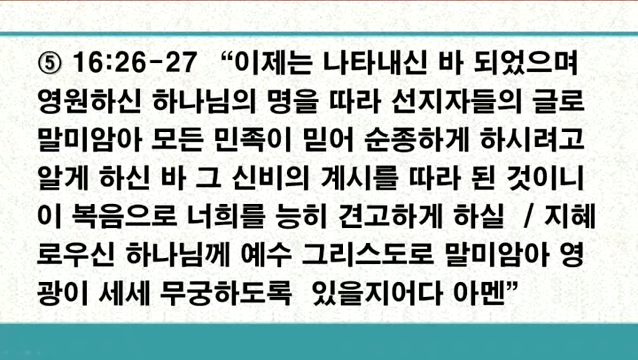 ⑤ 16:26-27 “이제는 나타내신 바 되었으며
영원하신 하나님의 명을 따라 선지자들의 글로
말미암아 모든 민족이 믿어 순종하게 하시려고
알게 하신 바 그 신비의 계시를 따라 된 것이니
이 복음으로 너희를 능히 견고하게 하실 / 지혜
로우신 하나님께 예수 그리스도로 말미암아 영
광이 세세 무궁하도록 있을지어다 아멘”